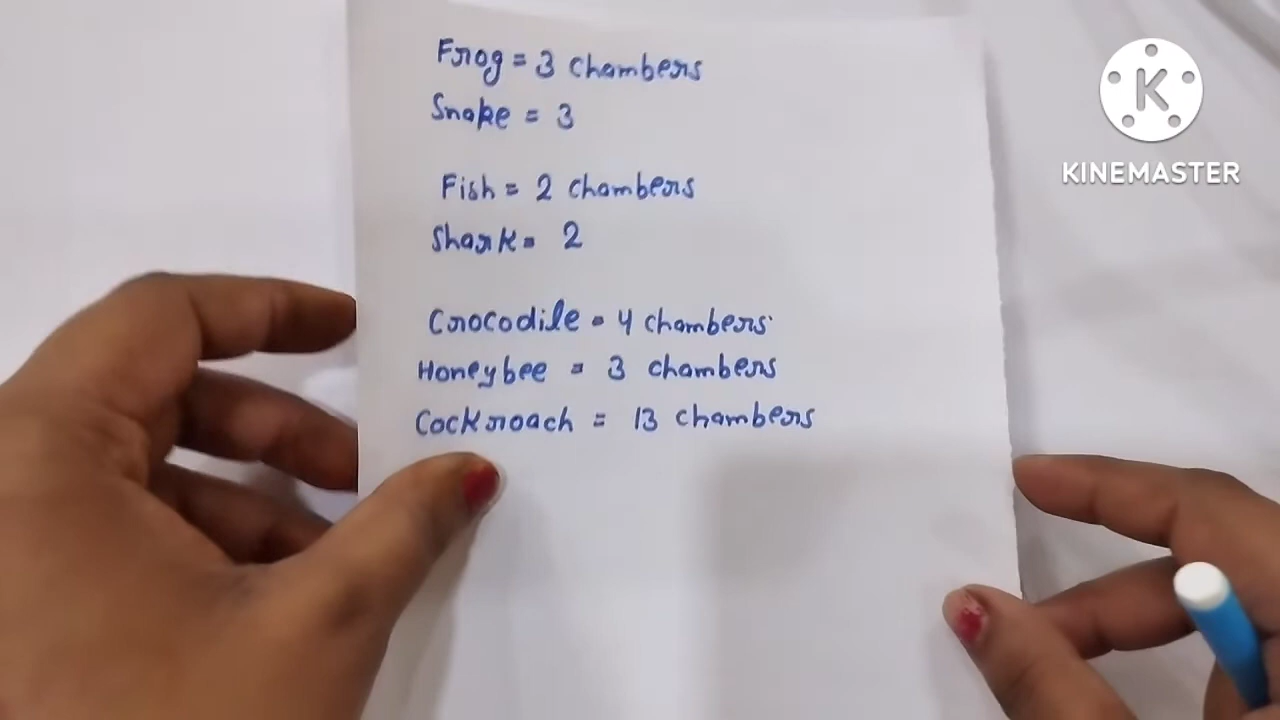 Frog = 3 chambers
Snake = 3
Fish = 2 chambers
Shark = 2
Crocodile = 4 chambers
Honeybee = 3 chambers
Cockroach = 13 chambers
K
KINEMASTER